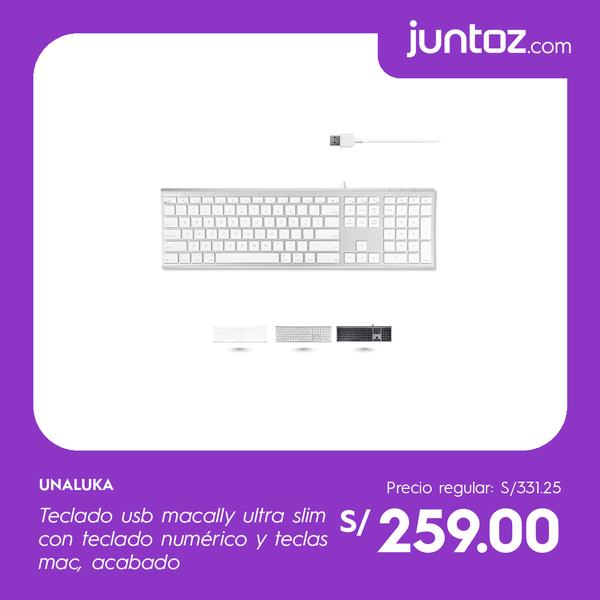 juntoz.com
UNALUKA
Teclado usb macally ultra slim
con teclado numérico y teclas
mac, acabado
Precio regular: S/331.25
S/259.00